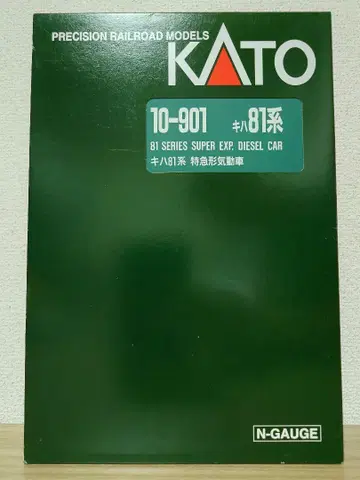 PRECISION RAILROAD MODELS
KATO
10-901 キハ81系
81 SERIES SUPER EXP. DIESEL CAR
キハ81系 特急形気動車
N-GAUGE